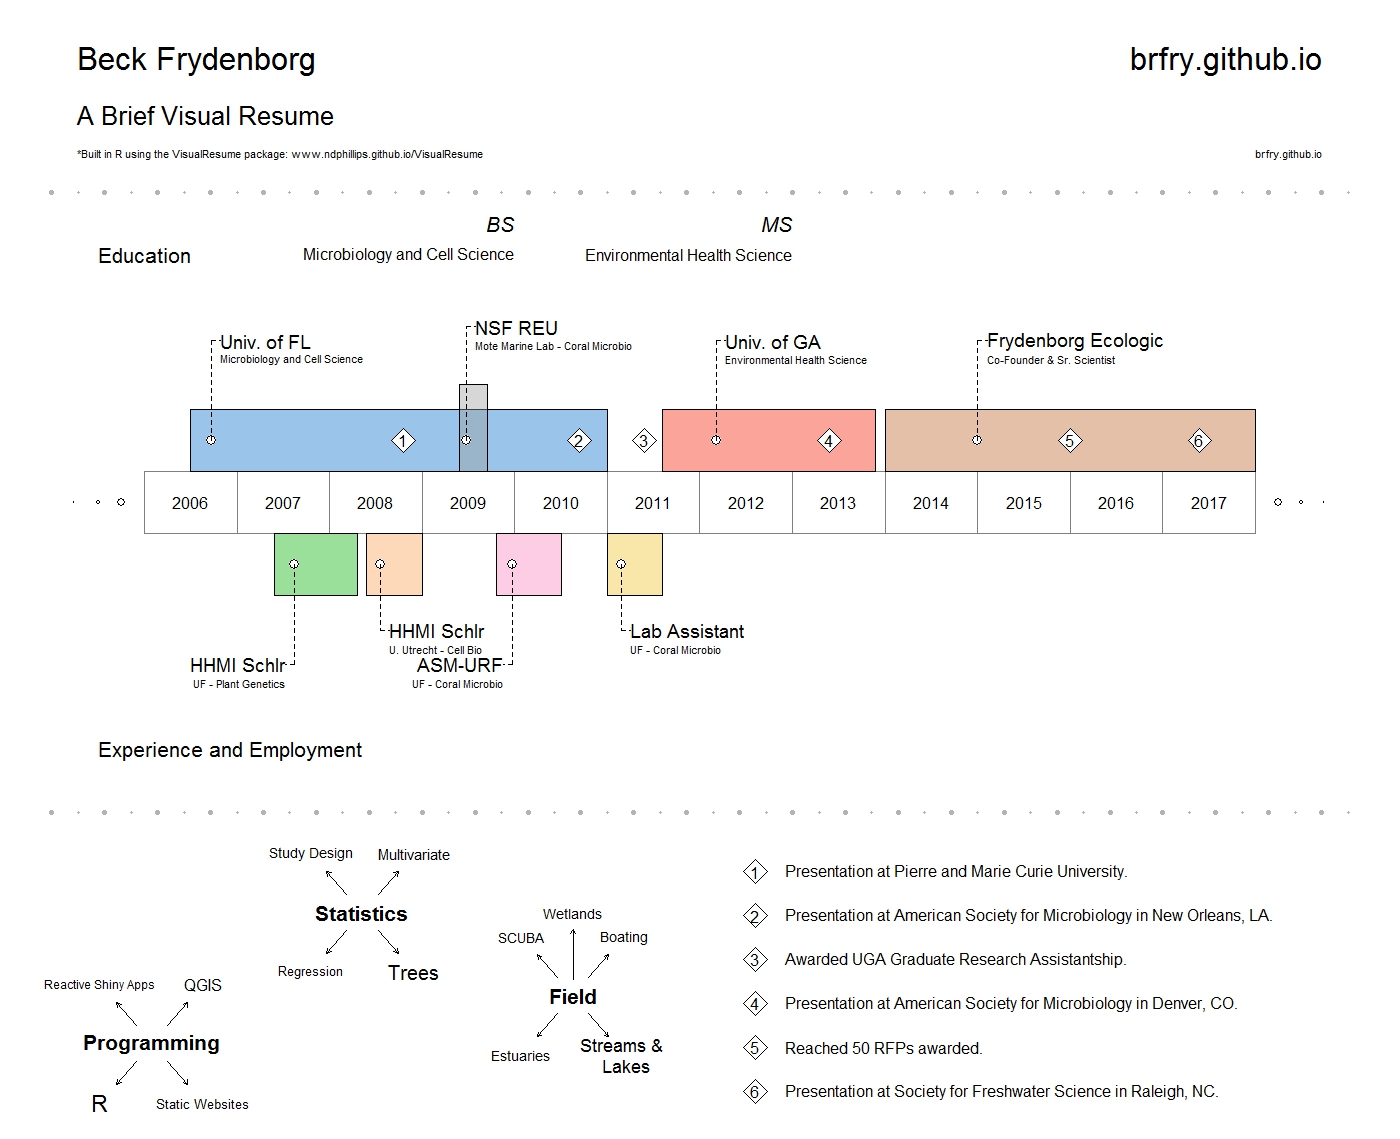 Beck Frydenborg
brfry.github.io
A Brief Visual Resume
*Built in R using the VisualResume package: www.ndphillips.github.io/VisualResume
brfry.github.io
BS
MS
Education
Microbiology and Cell Science
Environmental Health Science
NSF REU
Mote Marine Lab - Coral Microbio
Univ. of FL
Microbiology and Cell Science
Univ. of GA
Environmental Health Science
Frydenborg Ecologic
Co-Founder & Sr. Scientist
1
2
3
4
5
6
2006 2007 2008 2009 2010 2011 2012 2013 2014 2015 2016 2017
HHMI Schlr
U. Utrecht - Cell Bio
Lab Assistant
UF - Coral Microbio
HHMI Schlr
UF - Plant Genetics
ASM-URF
UF - Coral Microbio
Experience and Employment
Study Design
Multivariate
Statistics
Regression
Trees
Reactive Shiny Apps
QGIS
Programming
R
Static Websites
Wetlands
SCUBA
Boating
Field
Estuaries
Streams &
Lakes
1 Presentation at Pierre and Marie Curie University.
2 Presentation at American Society for Microbiology in New Orleans, LA.
3 Awarded UGA Graduate Research Assistantship.
4 Presentation at American Society for Microbiology in Denver, CO.
5 Reached 50 RFPs awarded.
6 Presentation at Society for Freshwater Science in Raleigh, NC.